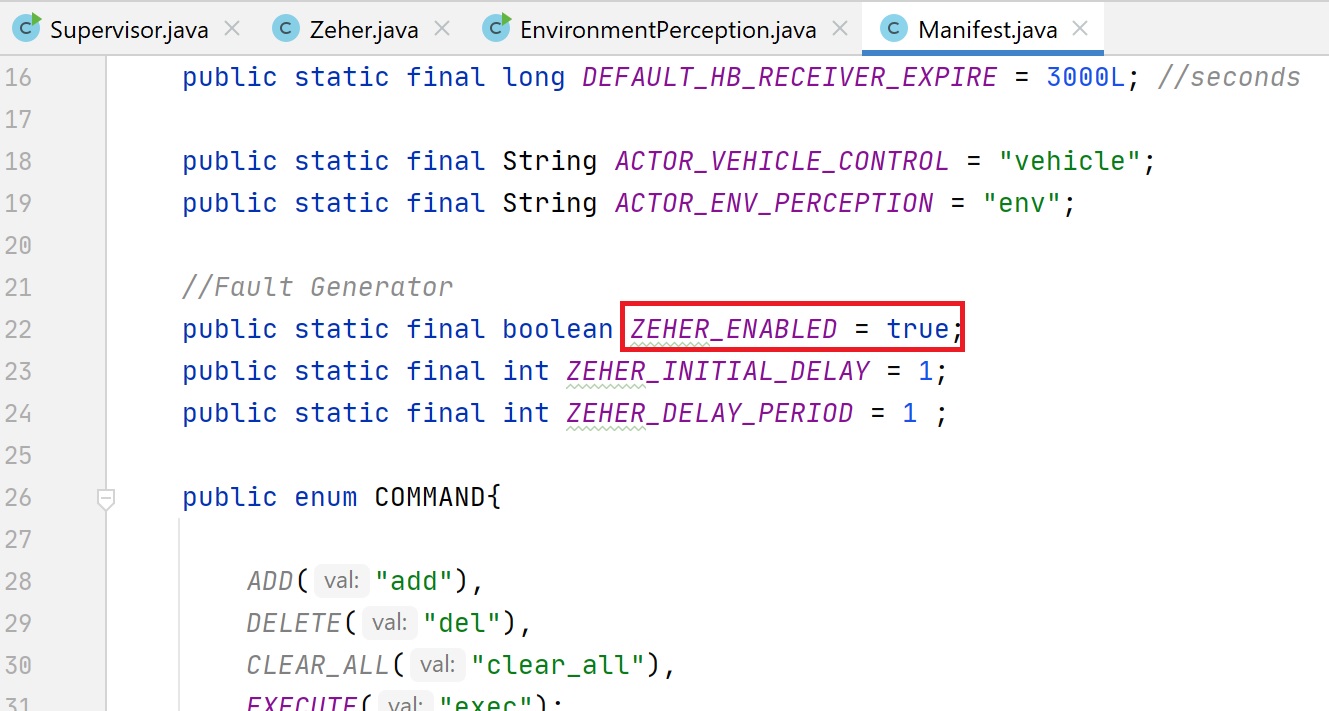 Supervisor.java Zeher.java EnvironmentPerception.java Manifest.java
16 public static final long DEFAULT_HB_RECEIVER_EXPIRE = 3000L; //seconds
17
18 public static final String ACTOR_VEHICLE_CONTROL = "vehicle";
19 public static final String ACTOR_ENV_PERCEPTION = "env";
20
21 //Fault Generator
22 public static final boolean ZEHER_ENABLED = true;
23 public static final int ZEHER_INITIAL_DELAY = 1;
24 public static final int ZEHER_DELAY_PERIOD = 1 ;
25
26 public enum COMMAND{
27
28 ADD( val: "add"),
29 DELETE( val: "del"),
30 CLEAR_ALL( val: "clear_all"),
31 EXECUTE( val: "exec");